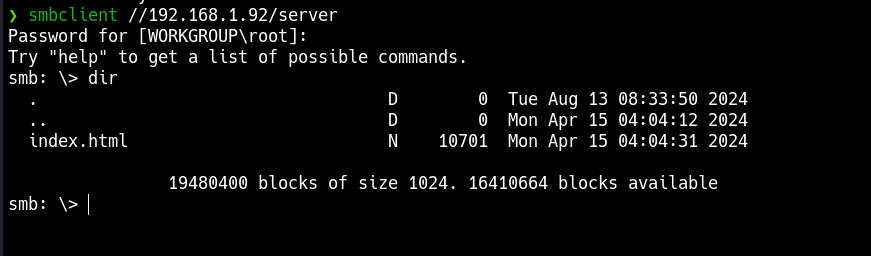 ❯ smbclient //192.168.1.92/server
Password for [WORKGROUP\root]:
Try "help" to get a list of possible commands.
smb: \> dir
  .                                   D        0  Tue Aug 13 08:33:50 2024
  ..                                  D        0  Mon Apr 15 04:04:12 2024
  index.html                          N    10701  Mon Apr 15 04:04:31 2024
                19480400 blocks of size 1024. 16410664 blocks available
smb: \>